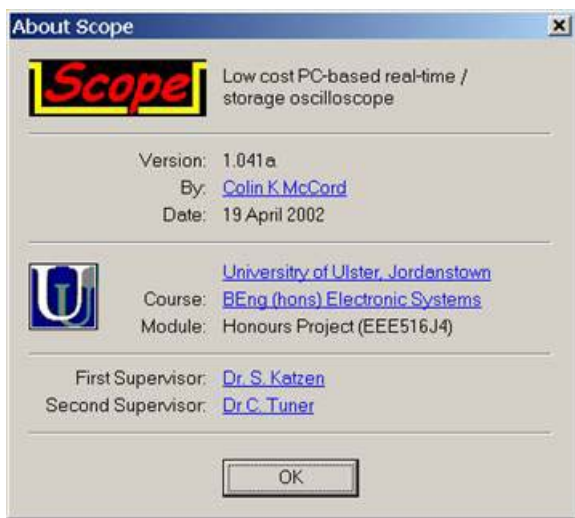 About Scope
Scope
Low cost PC-based real-time /
storage oscilloscope
Version: 1.041a
By: Colin K McCord
Date: 19 April 2002
UU
Universitry of Ulster, Jordanstown
Course: BEng (hons) Electronic Systems
Module: Honours Project (EEE516J4)
First Supervisor: Dr. S. Katzen
Second Supervisor: Dr C. Tuner
OK